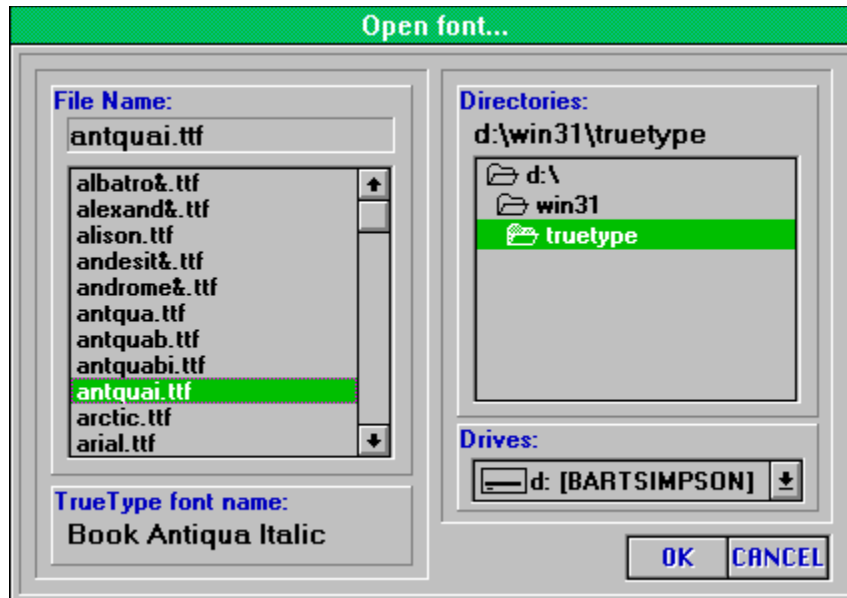 Open font...
File Name:
antquai.ttf
albatro&.ttf
alexand&.ttf
alison.ttf
andesit&.ttf
androme&.ttf
antqua.ttf
antquab.ttf
antquabi.ttf
antquai.ttf
arctic.ttf
arial.ttf
TrueType font name:
Book Antiqua Italic
Directories:
d:\win31\truetype
d:\
win31
truetype
Drives:
d: [BARTSIMPSON]
OK
CANCEL